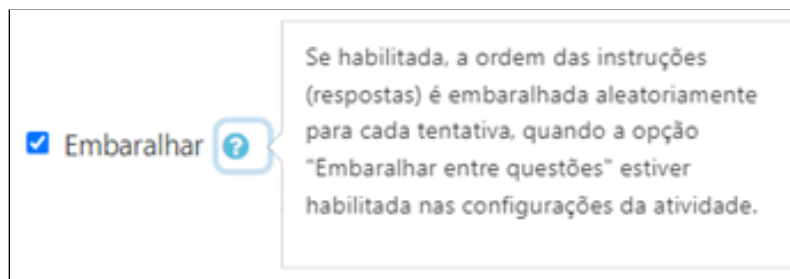 Embaralhar ?
Se habilitada, a ordem das instruções
(respostas) é embaralhada aleatoriamente
para cada tentativa, quando a opção
"Embaralhar entre questões" estiver
habilitada nas configurações da atividade.